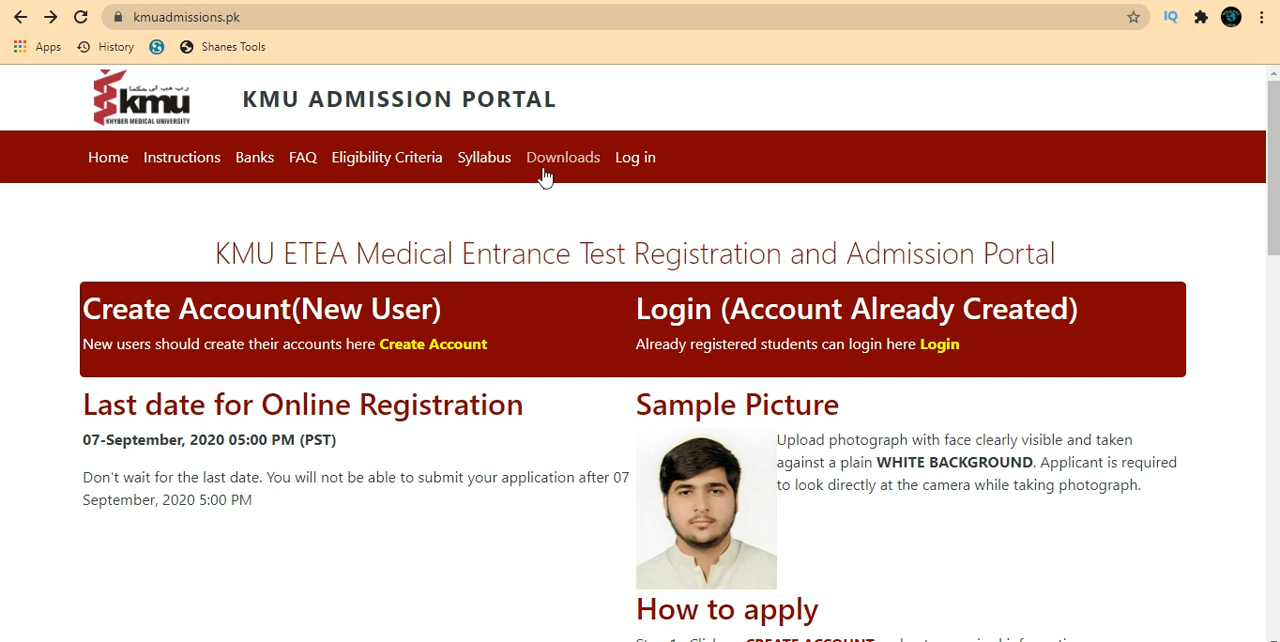 kmuadmissions.pk
IQ
Apps History Shanes Tools
kmu
KHYBER MEDICAL UNIVERSITY
KMU ADMISSION PORTAL
Home Instructions Banks FAQ Eligibility Criteria Syllabus Downloads Log in
KMU ETEA Medical Entrance Test Registration and Admission Portal
Create Account(New User)
New users should create their accounts here Create Account
Login (Account Already Created)
Already registered students can login here Login
Last date for Online Registration
07-September, 2020 05:00 PM (PST)
Don't wait for the last date. You will not be able to submit your application after 07
September, 2020 5:00 PM
Sample Picture
Upload photograph with face clearly visible and taken
against a plain WHITE BACKGROUND. Applicant is required
to look directly at the camera while taking photograph.
How to apply